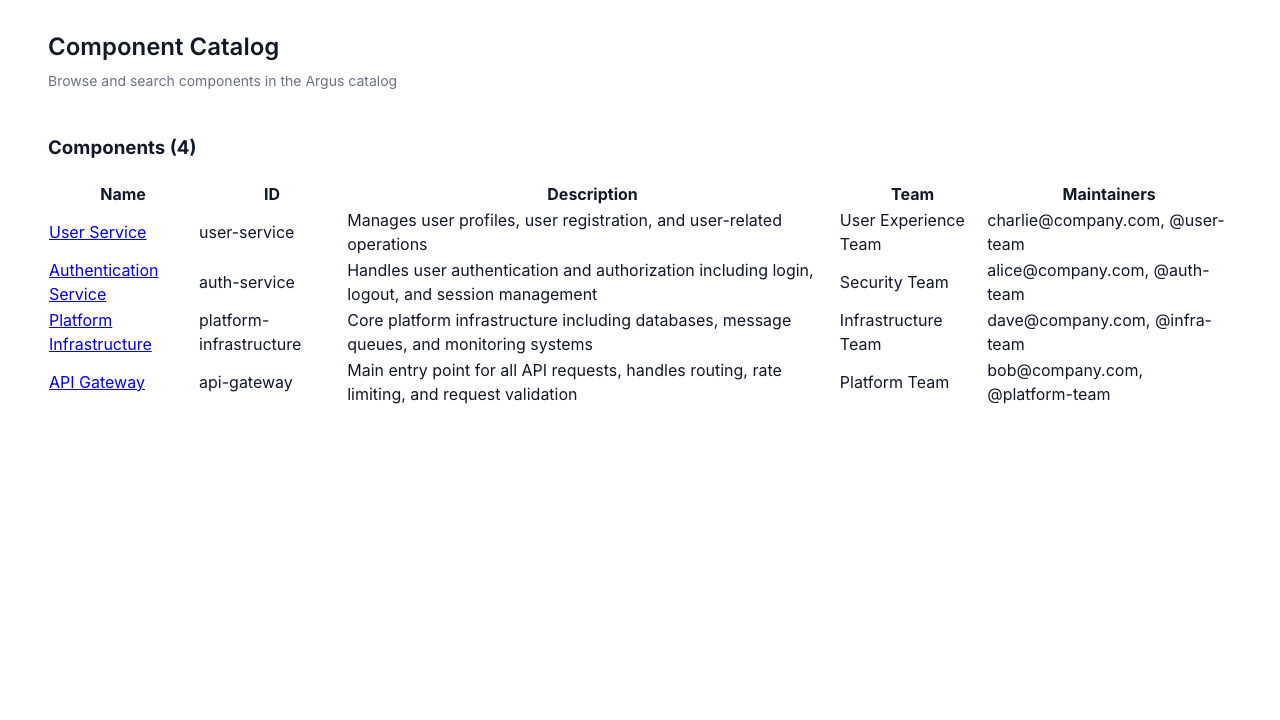 Component Catalog
Browse and search components in the Argus catalog
Components (4)
Name ID Description Team Maintainers
User Service user-service Manages user profiles, user registration, and user-related operations User Experience Team charlie@company.com, @user-team
Authentication Service auth-service Handles user authentication and authorization including login, logout, and session management Security Team alice@company.com, @auth-team
Platform Infrastructure platform-infrastructure Core platform infrastructure including databases, message queues, and monitoring systems Infrastructure Team dave@company.com, @infra-team
API Gateway api-gateway Main entry point for all API requests, handles routing, rate limiting, and request validation Platform Team bob@company.com, @platform-team